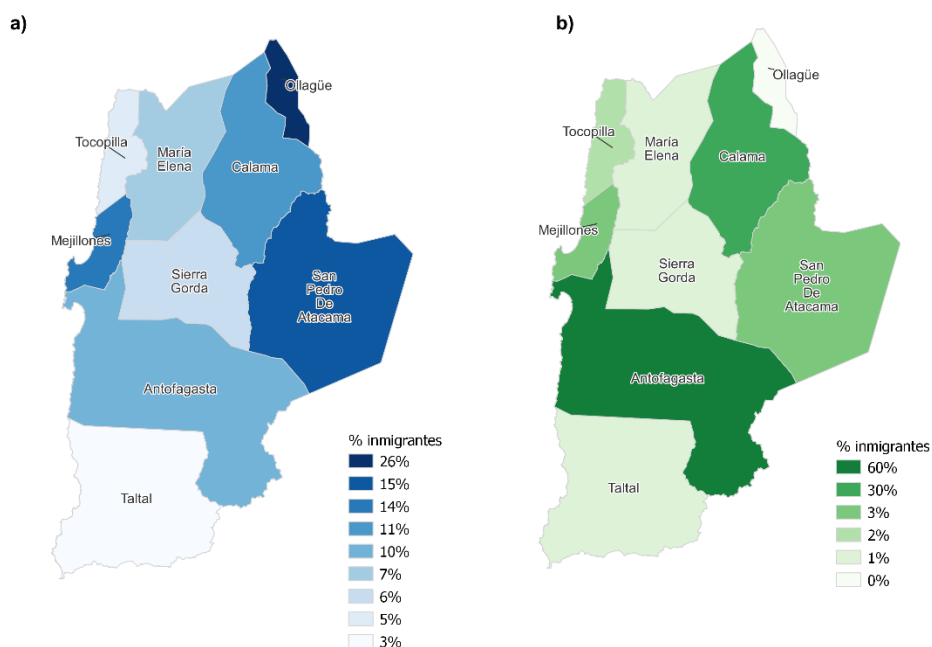 a)
Ollagüe
Tocopilla
María
Elena
Calama
Mejillones
Sierra
Gorda
San
Pedro
De
Atacama
Antofagasta
Taltal
% inmigrantes
26%
15%
14%
11%
10%
7%
6%
5%
3%
b)
Ollagüe
Tocopilla
María
Elena
Calama
Mejillones
Sierra
Gorda
San
Pedro
De
Atacama
Antofagasta
Taltal
% inmigrantes
60%
30%
3%
2%
1%
0%